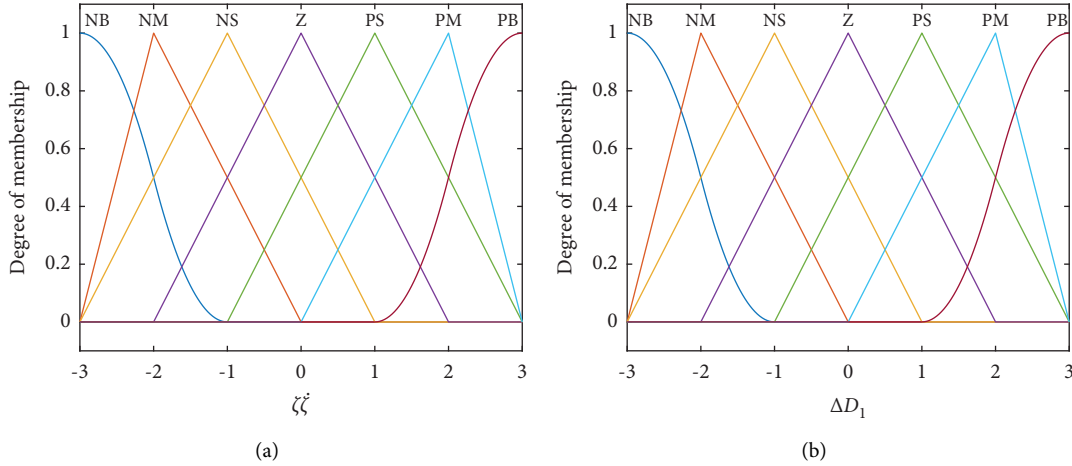 NB NM NS Z PS PM PB
1
0.8
0.6
0.4
0.2
0
Degree of membership
-3 -2 -1 0 1 2 3
ζζ̇
(a)
NB NM NS Z PS PM PB
1
0.8
0.6
0.4
0.2
0
Degree of membership
-3 -2 -1 0 1 2 3
ΔD₁
(b)